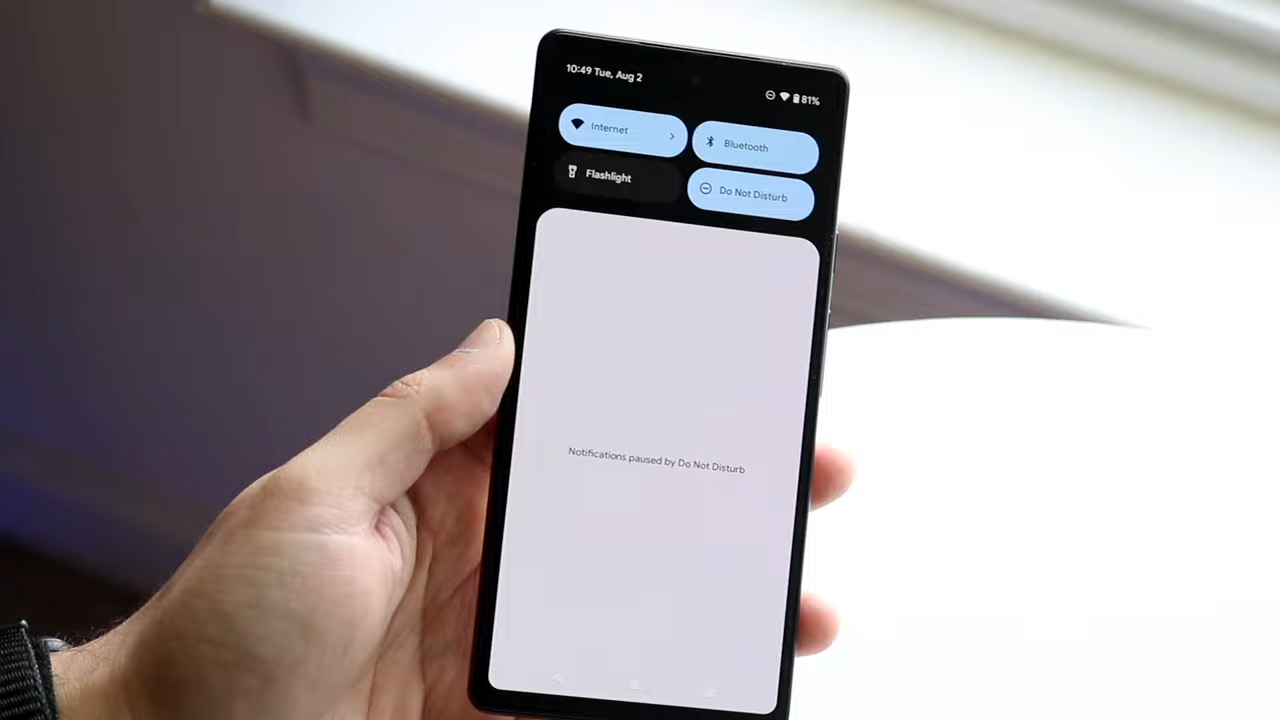 10:49 Tue, Aug 2
81%
Internet
Bluetooth
Flashlight
Do Not Disturb
Notifications paused by Do Not Disturb